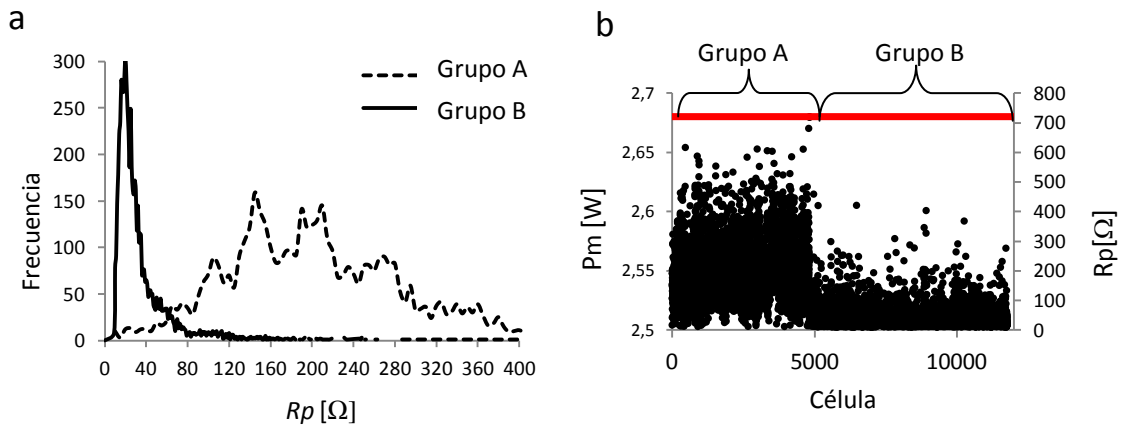 a
300
250
200
150
100
50
0
Frecuencia
0 40 80 120 160 200 240 280 320 360 400
Rp [Ω]
Grupo A
Grupo B
b
Grupo A Grupo B
2,7
2,65
2,6
2,55
2,5
Pm [W]
800
700
600
500
400
300
200
100
0
Rp[Ω]
0 5000 10000
Célula